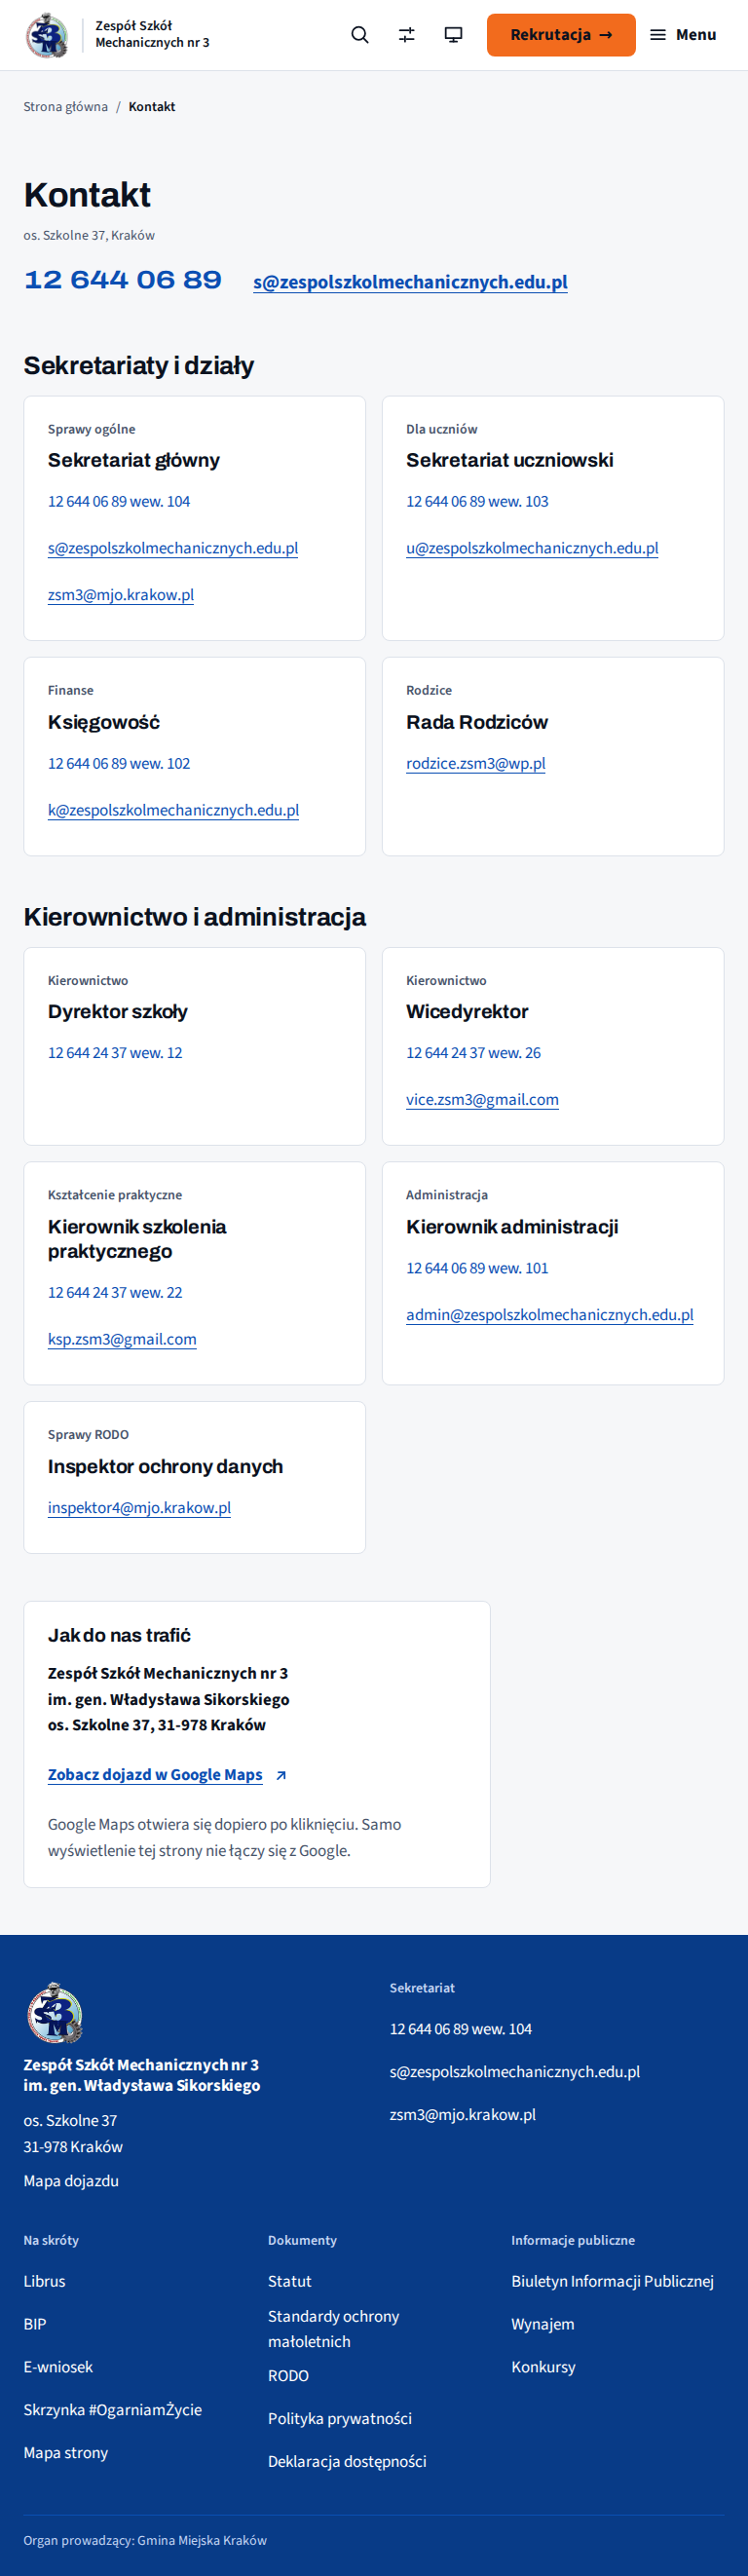 Zespół Szkół
Mechanicznych nr 3
Rekrutacja →
Menu
Strona główna / Kontakt
Kontakt
os. Szkolne 37, Kraków
12 644 06 89
s@zespolszkolmechanicznych.edu.pl
Sekretariaty i działy
Sprawy ogólne
Sekretariat główny
12 644 06 89 wew. 104
s@zespolszkolmechanicznych.edu.pl
zsm3@mjo.krakow.pl
Dla uczniów
Sekretariat uczniowski
12 644 06 89 wew. 103
u@zespolszkolmechanicznych.edu.pl
Finanse
Księgowość
12 644 06 89 wew. 102
k@zespolszkolmechanicznych.edu.pl
Rodzice
Rada Rodziców
rodzice.zsm3@wp.pl
Kierownictwo i administracja
Kierownictwo
Dyrektor szkoły
12 644 24 37 wew. 12
Kierownictwo
Wicedyrektor
12 644 24 37 wew. 26
vice.zsm3@gmail.com
Kształcenie praktyczne
Kierownik szkolenia
praktycznego
12 644 24 37 wew. 22
ksp.zsm3@gmail.com
Administracja
Kierownik administracji
12 644 06 89 wew. 101
admin@zespolszkolmechanicznych.edu.pl
Sprawy RODO
Inspektor ochrony danych
inspektor4@mjo.krakow.pl
Jak do nas trafić
Zespół Szkół Mechanicznych nr 3
im. gen. Władysława Sikorskiego
os. Szkolne 37, 31-978 Kraków
Zobacz dojazd w Google Maps ↗
Google Maps otwiera się dopiero po kliknięciu. Samo
wyświetlenie tej strony nie łączy się z Google.
Zespół Szkół Mechanicznych nr 3
im. gen. Władysława Sikorskiego
os. Szkolne 37
31-978 Kraków
Mapa dojazdu
Sekretariat
12 644 06 89 wew. 104
s@zespolszkolmechanicznych.edu.pl
zsm3@mjo.krakow.pl
Na skróty
Librus
BIP
E-wniosek
Skrzynka #OgarniamŻycie
Mapa strony
Dokumenty
Statut
Standardy ochrony
małoletnich
RODO
Polityka prywatności
Deklaracja dostępności
Informacje publiczne
Biuletyn Informacji Publicznej
Wynajem
Konkursy
Organ prowadzący: Gmina Miejska Kraków